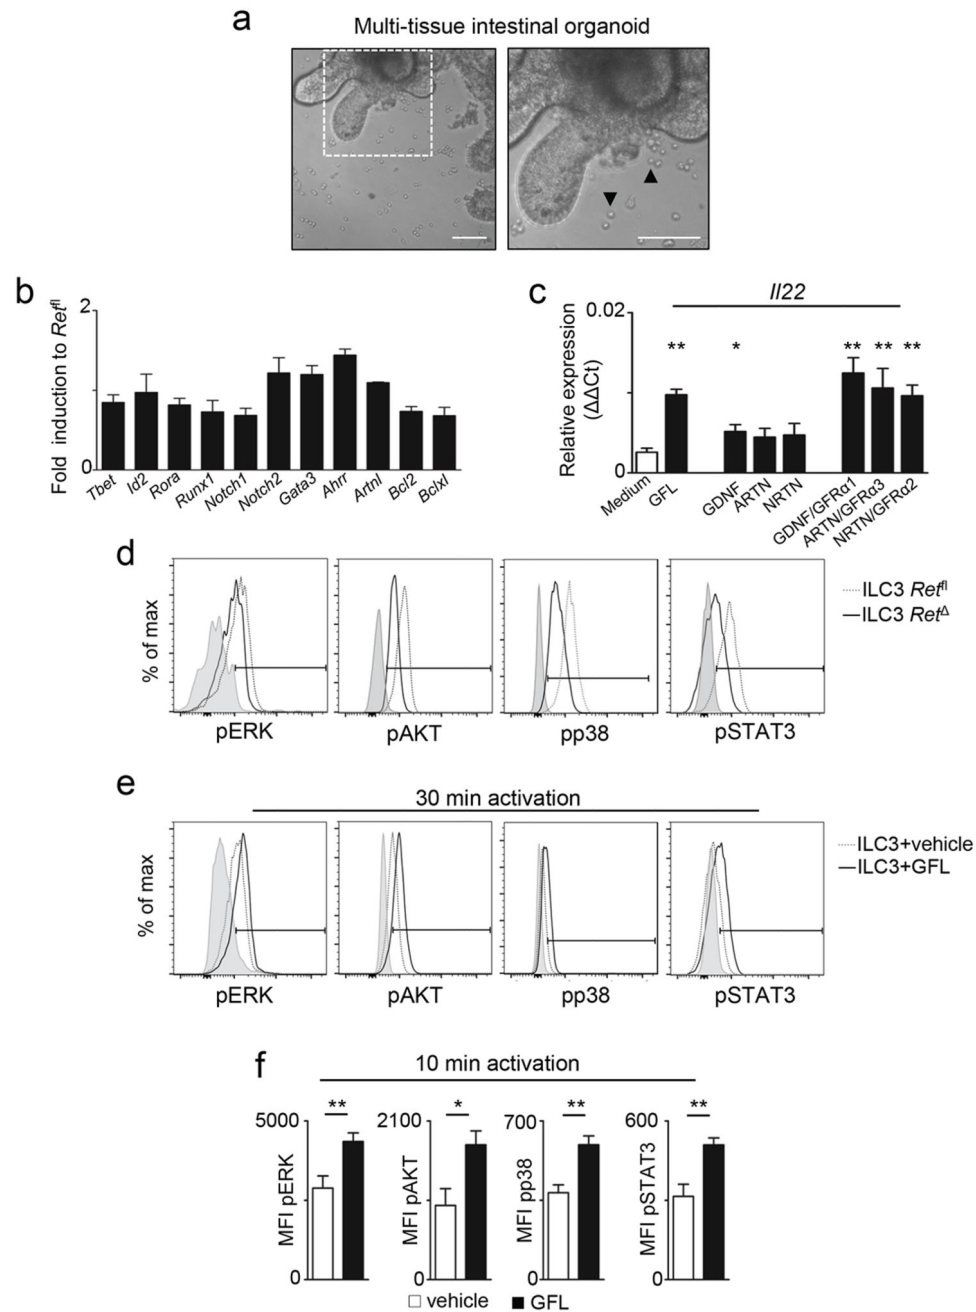 a
Multi-tissue intestinal organoid
b
Fold induction to Retfl
2
0
Tbet
Id2
Rora
Runx1
Notch1
Notch2
Gata3
Ahrr
Artnl
Bcl2
Bclxl
c
Il22
Relative expression
(ΔΔCt)
0.02
0
** * ** ** **
Medium
GFL
GDNF
ARTN
NRTN
GDNF/GFRα1
ARTN/GFRα3
NRTN/GFRα2
d
% of max
ILC3 Retfl
ILC3 RetΔ
pERK
pAKT
pp38
pSTAT3
e
30 min activation
% of max
ILC3+vehicle
ILC3+GFL
pERK
pAKT
pp38
pSTAT3
f
10 min activation
MFI pERK
5000
0
**
MFI pAKT
2100
0
*
MFI pp38
700
0
**
MFI pSTAT3
600
0
**
vehicle
GFL